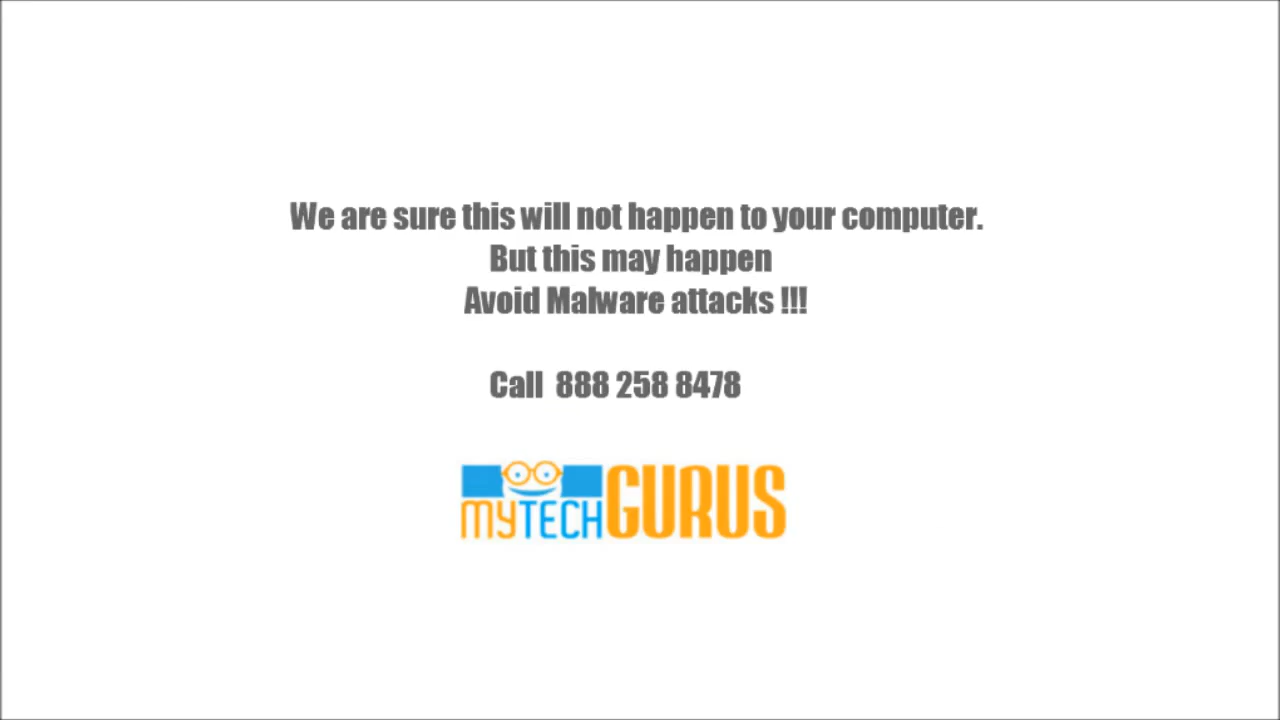 We are sure this will not happen to your computer.
But this may happen
Avoid Malware attacks !!!
Call 888 258 8478
MYTECHGURUS